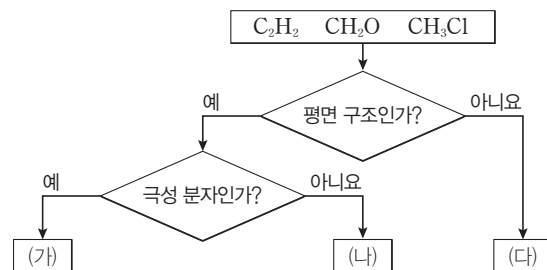 C₂H₂ CH₂O CH₃Cl
예
평면 구조인가?
아니요
예
극성 분자인가?
아니요
(가)
(나)
(다)